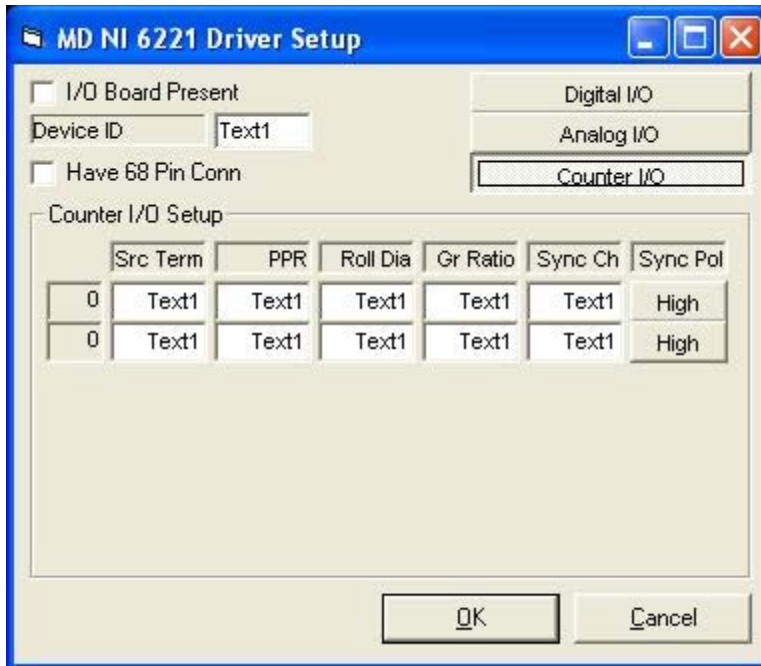 MD NI 6221 Driver Setup
I/O Board Present
Digital I/O
Device ID Text1
Analog I/O
Have 68 Pin Conn
Counter I/O
Counter I/O Setup
Src Term PPR Roll Dia Gr Ratio Sync Ch Sync Pol
0 Text1 Text1 Text1 Text1 Text1 High
0 Text1 Text1 Text1 Text1 Text1 High
OK Cancel